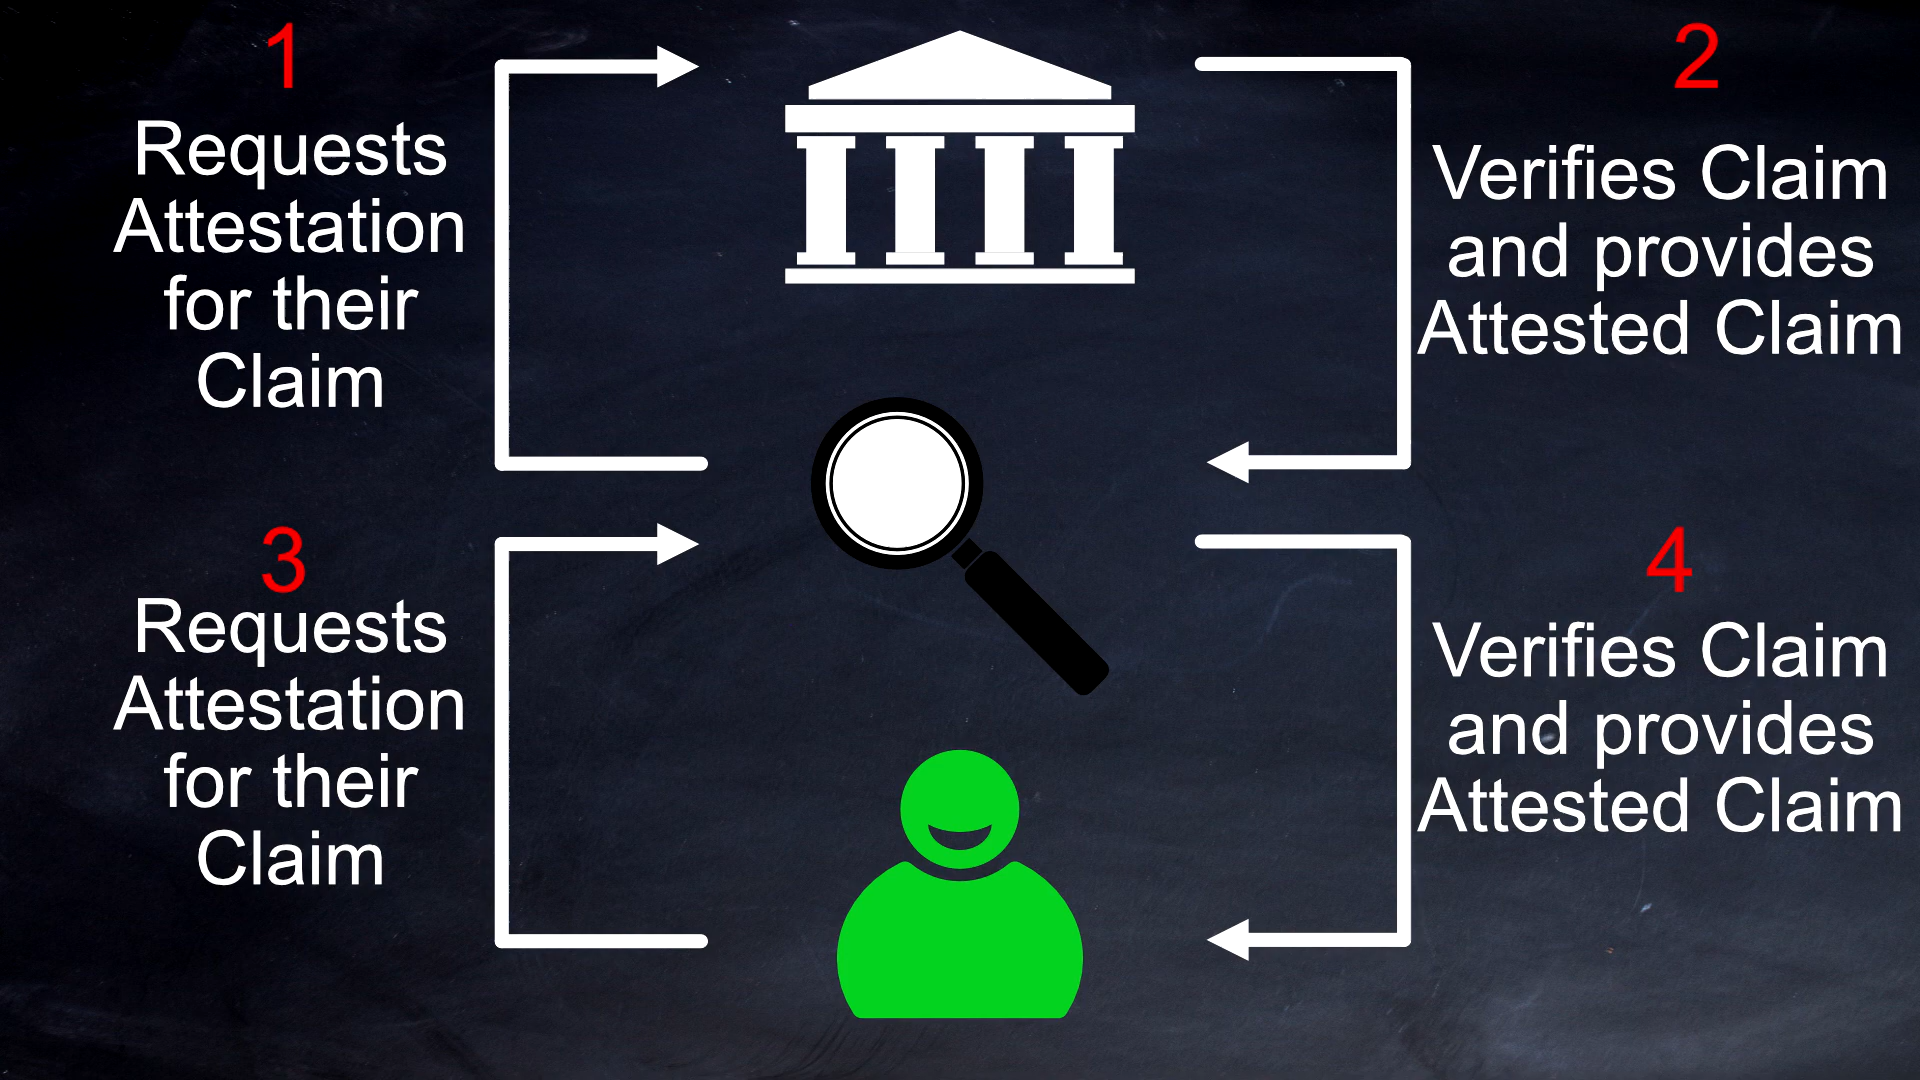 1
Requests
Attestation
for their
Claim
2
Verifies Claim
and provides
Attested Claim
3
Requests
Attestation
for their
Claim
4
Verifies Claim
and provides
Attested Claim